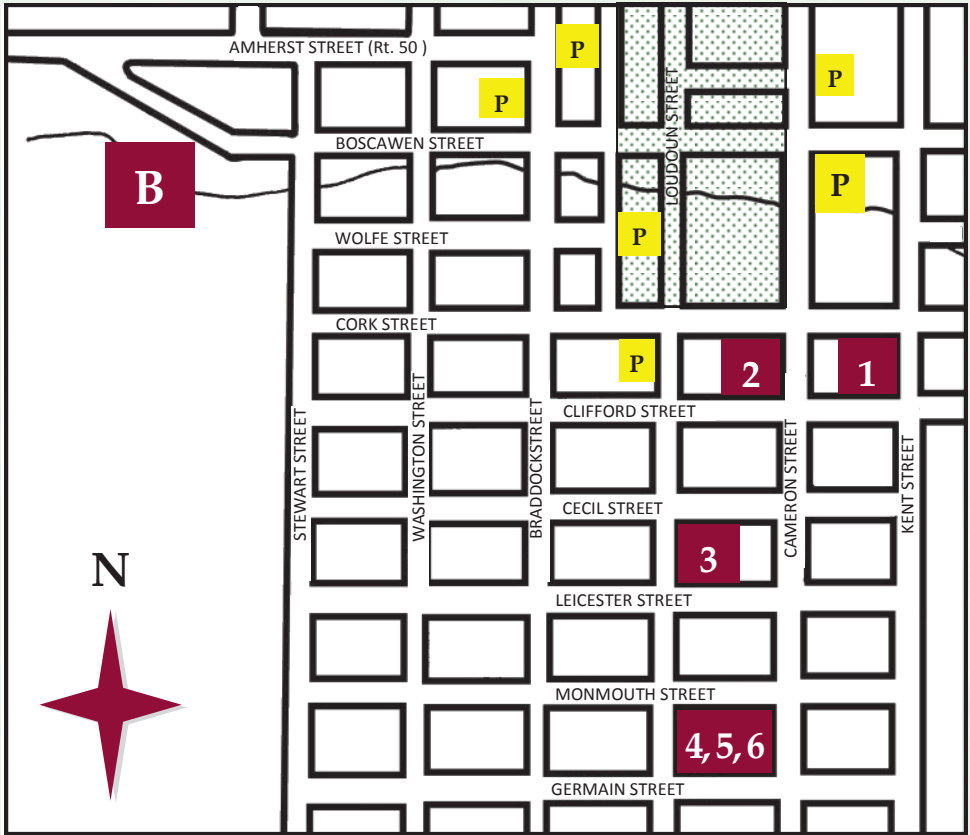 P
AMHERST STREET (Rt. 50 )
P
P
LOUDOUN STREET
BOSCAWEN STREET
B
P
P
WOLFE STREET
CORK STREET
P
2
1
CLIFFORD STREET
STEWART STREET
WASHINGTON STREET
BRADDOCKSTREET
CAMERON STREET
KENT STREET
CECIL STREET
N
3
LEICESTER STREET
MONMOUTH STREET
4, 5, 6
GERMAIN STREET